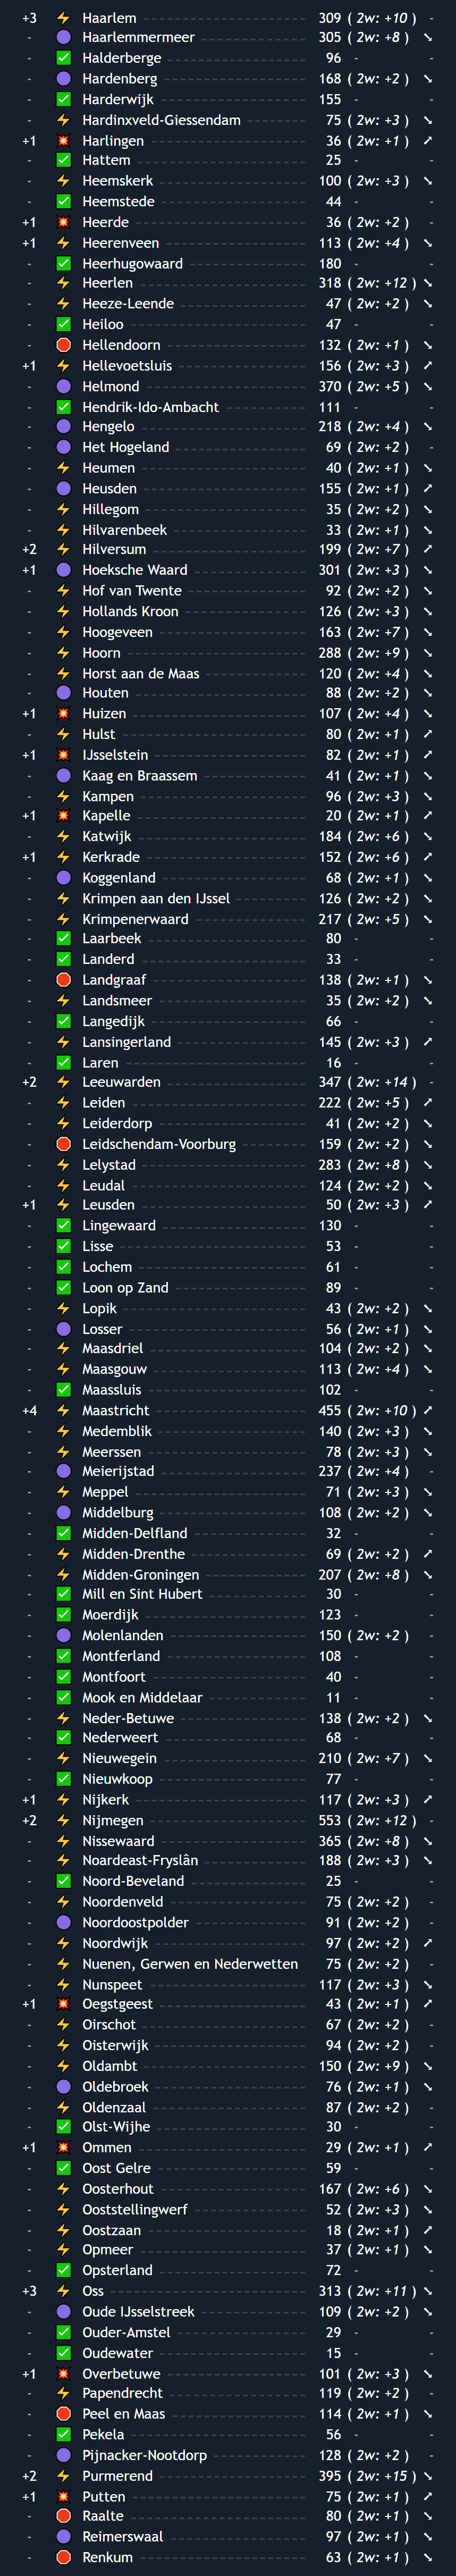 +3 ⚡ Haarlem 309 ( 2w: +10 ) -
- Haarlemmermeer 305 ( 2w: +8 ) ↘
- ✅ Halderberge 96 - -
- Hardenberg 168 ( 2w: +2 ) ↘
- ✅ Harderwijk 155 - -
- ⚡ Hardinxveld-Giessendam 75 ( 2w: +3 ) ↘
+1 💥 Harlingen 36 ( 2w: +1 ) ↗
- ✅ Hattem 25 - -
- ⚡ Heemskerk 100 ( 2w: +3 ) ↘
- ✅ Heemstede 44 - -
+1 💥 Heerde 36 ( 2w: +2 ) -
+1 ⚡ Heerenveen 113 ( 2w: +4 ) ↘
- ✅ Heerhugowaard 180 - -
- ⚡ Heerlen 318 ( 2w: +12 ) ↘
- ⚡ Heeze-Leende 47 ( 2w: +2 ) ↘
- ✅ Heiloo 47 - -
- Hellendoorn 132 ( 2w: +1 ) ↘
+1 ⚡ Hellevoetsluis 156 ( 2w: +3 ) ↗
- Helmond 370 ( 2w: +5 ) ↘
- ✅ Hendrik-Ido-Ambacht 111 - -
- Hengelo 218 ( 2w: +4 ) ↘
- Het Hogeland 69 ( 2w: +2 ) -
- ⚡ Heumen 40 ( 2w: +1 ) ↘
- Heusden 155 ( 2w: +1 ) ↗
- ⚡ Hillegom 35 ( 2w: +2 ) ↘
- ⚡ Hilvarenbeek 33 ( 2w: +1 ) ↘
+2 ⚡ Hilversum 199 ( 2w: +7 ) ↗
+1 Hoeksche Waard 301 ( 2w: +3 ) ↘
- ⚡ Hof van Twente 92 ( 2w: +2 ) ↘
- ⚡ Hollands Kroon 126 ( 2w: +3 ) ↘
- ⚡ Hoogeveen 163 ( 2w: +7 ) ↘
- ⚡ Hoorn 288 ( 2w: +9 ) ↘
- ⚡ Horst aan de Maas 120 ( 2w: +4 ) ↘
- Houten 88 ( 2w: +2 ) ↘
+1 💥 Huizen 107 ( 2w: +4 ) ↘
- ⚡ Hulst 80 ( 2w: +1 ) ↗
+1 💥 IJsselstein 82 ( 2w: +1 ) ↗
- Kaag en Braassem 41 ( 2w: +1 ) ↘
- ⚡ Kampen 96 ( 2w: +3 ) ↘
+1 💥 Kapelle 20 ( 2w: +1 ) ↗
- ⚡ Katwijk 184 ( 2w: +6 ) ↘
+1 ⚡ Kerkrade 152 ( 2w: +6 ) ↗
- Koggenland 68 ( 2w: +1 ) ↘
- ⚡ Krimpen aan den IJssel 126 ( 2w: +2 ) ↘
- ⚡ Krimpenerwaard 217 ( 2w: +5 ) ↘
- ✅ Laarbeek 80 - -
- ✅ Landerd 33 - -
- Landgraaf 138 ( 2w: +1 ) ↘
- ⚡ Landsmeer 35 ( 2w: +2 ) ↘
- ✅ Langedijk 66 - -
- ⚡ Lansingerland 145 ( 2w: +3 ) ↗
- ✅ Laren 16 - -
+2 ⚡ Leeuwarden 347 ( 2w: +14 ) -
- ⚡ Leiden 222 ( 2w: +5 ) ↗
- ⚡ Leiderdorp 41 ( 2w: +2 ) ↘
- Leidschendam-Voorburg 159 ( 2w: +2 ) ↘
- ⚡ Lelystad 283 ( 2w: +8 ) ↘
- ⚡ Leudal 124 ( 2w: +2 ) ↘
+1 ⚡ Leusden 50 ( 2w: +3 ) ↗
- ✅ Lingewaard 130 - -
- ✅ Lisse 53 - -
- ✅ Lochem 61 - -
- ✅ Loon op Zand 89 - -
- ⚡ Lopik 43 ( 2w: +2 ) ↘
- Losser 56 ( 2w: +1 ) ↘
- ⚡ Maasdriel 104 ( 2w: +2 ) ↘
- ⚡ Maasgouw 113 ( 2w: +4 ) ↘
- ✅ Maassluis 102 - -
+4 ⚡ Maastricht 455 ( 2w: +10 ) ↗
- ⚡ Medemblik 140 ( 2w: +3 ) ↘
- ⚡ Meerssen 78 ( 2w: +3 ) ↘
- Meierijstad 237 ( 2w: +4 ) -
- ⚡ Meppel 71 ( 2w: +3 ) ↘
- Middelburg 108 ( 2w: +2 ) ↘
- ✅ Midden-Delfland 32 - -
- ⚡ Midden-Drenthe 69 ( 2w: +2 ) ↗
- ⚡ Midden-Groningen 207 ( 2w: +8 ) ↘
- ✅ Mill en Sint Hubert 30 - -
- ✅ Moerdijk 123 - -
- Molenlanden 150 ( 2w: +2 ) -
- ✅ Montferland 108 - -
- ✅ Montfoort 40 - -
- ✅ Mook en Middelaar 11 - -
- ⚡ Neder-Betuwe 138 ( 2w: +2 ) ↘
- ✅ Nederweert 68 - -
- ⚡ Nieuwegein 210 ( 2w: +7 ) ↘
- ✅ Nieuwkoop 77 - -
+1 ⚡ Nijkerk 117 ( 2w: +3 ) ↗
+2 ⚡ Nijmegen 553 ( 2w: +12 ) -
- ⚡ Nissewaard 365 ( 2w: +8 ) ↘
- ⚡ Noardeast-Fryslân 188 ( 2w: +3 ) ↘
- ✅ Noord-Beveland 25 - -
- ⚡ Noordenveld 75 ( 2w: +2 ) -
- Noordoostpolder 91 ( 2w: +2 ) -
- ⚡ Noordwijk 97 ( 2w: +2 ) ↗
- ⚡ Nuenen, Gerwen en Nederwetten 75 ( 2w: +2 ) -
- ⚡ Nunspeet 117 ( 2w: +3 ) ↘
+1 💥 Oegstgeest 43 ( 2w: +1 ) ↗
- ⚡ Oirschot 67 ( 2w: +2 ) -
- ⚡ Oisterwijk 94 ( 2w: +2 ) -
- ⚡ Oldambt 150 ( 2w: +9 ) ↘
- Oldebroek 76 ( 2w: +1 ) ↘
- ⚡ Oldenzaal 87 ( 2w: +2 ) -
- ✅ Olst-Wijhe 30 - -
+1 💥 Ommen 29 ( 2w: +1 ) ↗
- ✅ Oost Gelre 59 - -
- ⚡ Oosterhout 167 ( 2w: +6 ) ↘
- ⚡ Ooststellingwerf 52 ( 2w: +3 ) ↘
- ⚡ Oostzaan 18 ( 2w: +1 ) ↗
- ⚡ Opmeer 37 ( 2w: +1 ) ↘
- ✅ Opsterland 72 - -
+3 ⚡ Oss 313 ( 2w: +11 ) ↘
- Oude IJsselstreek 109 ( 2w: +2 ) ↘
- ✅ Ouder-Amstel 29 - -
- ✅ Oudewater 15 - -
+1 💥 Overbetuwe 101 ( 2w: +3 ) ↘
- ⚡ Papendrecht 119 ( 2w: +2 ) -
- Peel en Maas 114 ( 2w: +1 ) ↘
- ✅ Pekela 56 - -
- Pijnacker-Nootdorp 128 ( 2w: +2 ) -
+2 ⚡ Purmerend 395 ( 2w: +15 ) ↘
+1 💥 Putten 75 ( 2w: +1 ) ↗
- Raalte 80 ( 2w: +1 ) ↘
- Reimerswaal 97 ( 2w: +1 ) ↘
- Renkum 63 ( 2w: +1 ) ↘